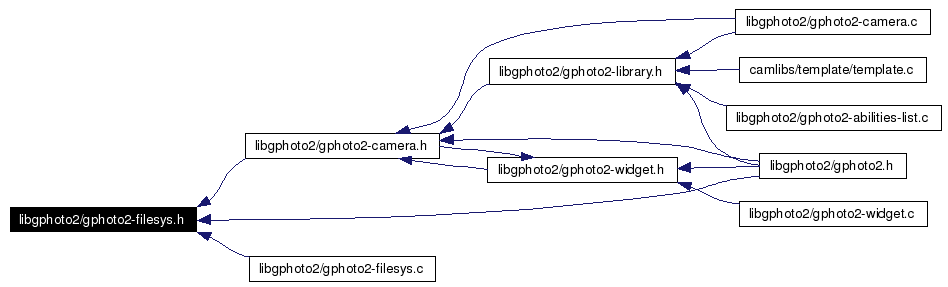 libgphoto2/gphoto2-camera.c
libgphoto2/gphoto2-library.h
camlibs/template/template.c
libgphoto2/gphoto2-abilities-list.c
libgphoto2/gphoto2-camera.h
libgphoto2/gphoto2-widget.h
libgphoto2/gphoto2.h
libgphoto2/gphoto2-filesys.h
libgphoto2/gphoto2-widget.c
libgphoto2/gphoto2-filesys.c